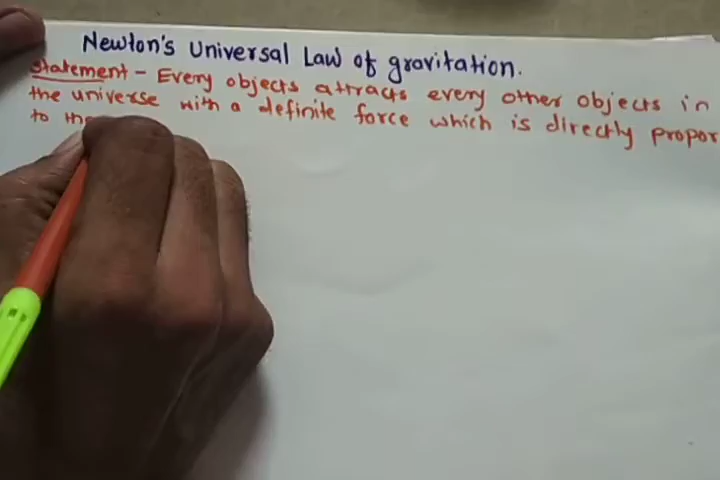 Newton's Universal Law of gravitation.
Statement - Every objects attracts every other objects in
the universe with a definite force which is directly propor
to the